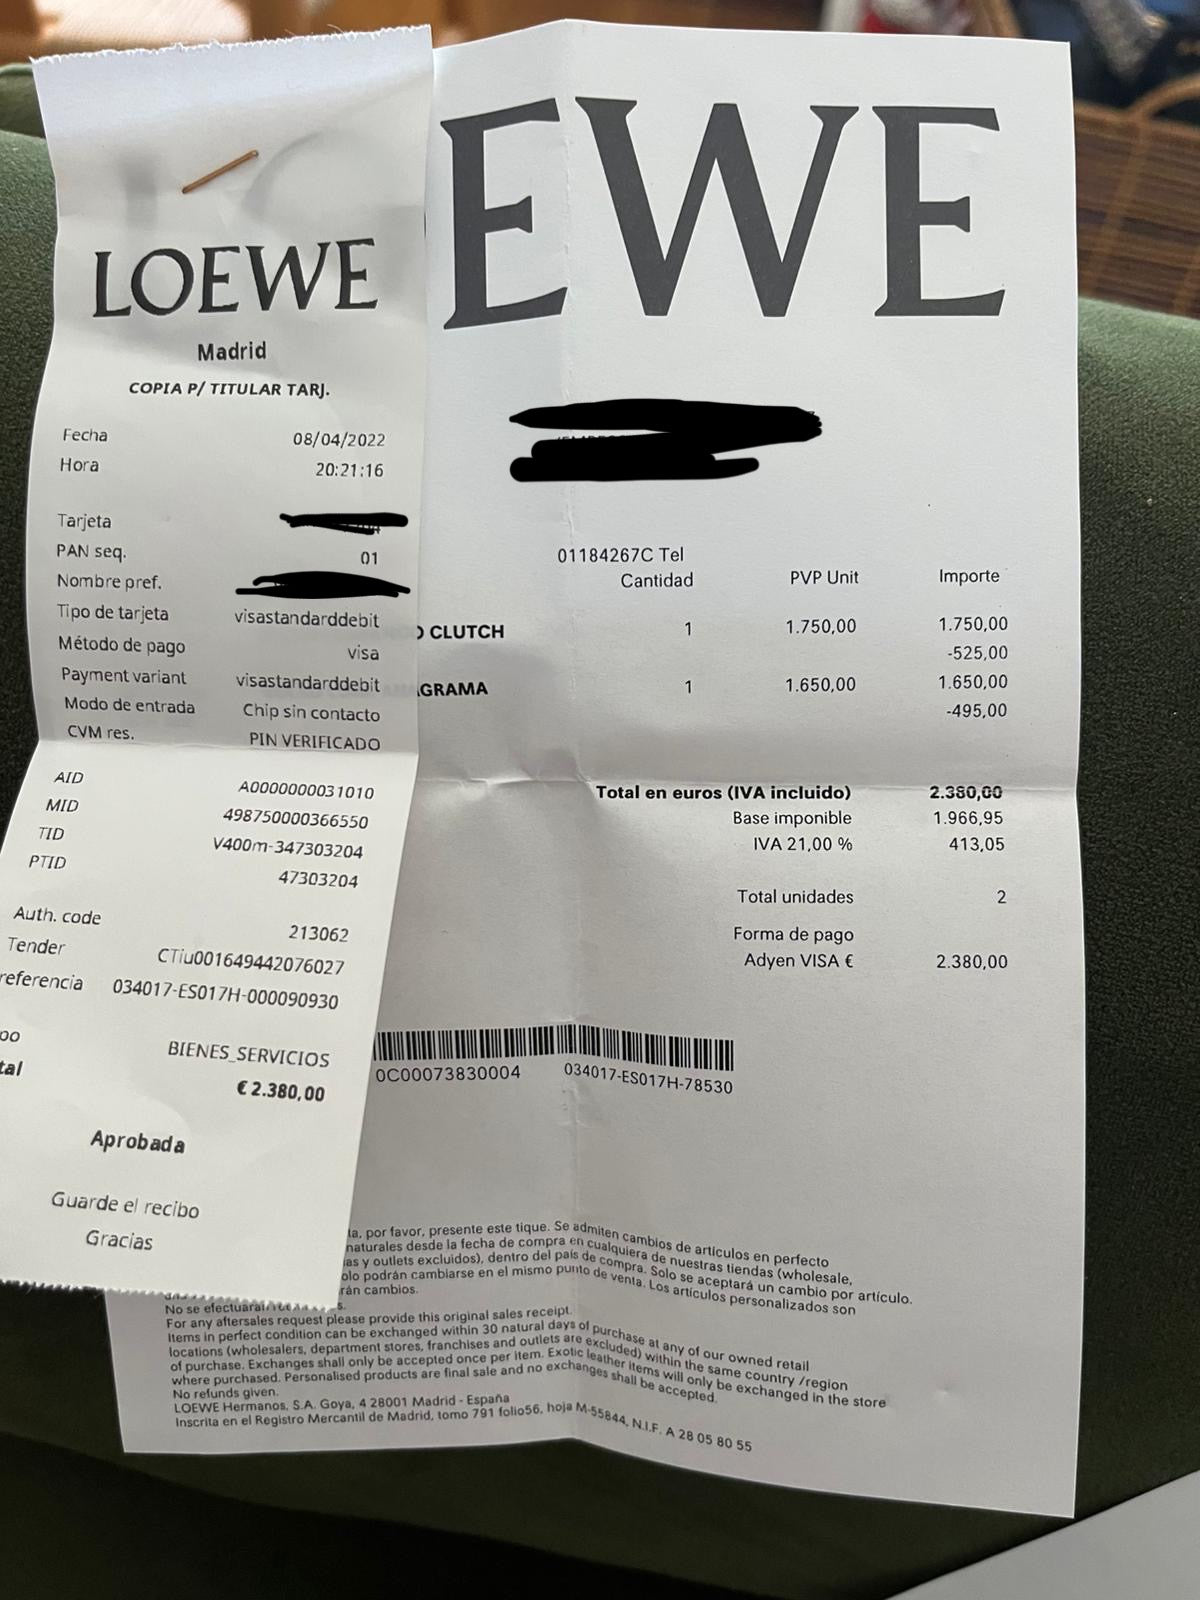 LOEWE
Madrid
COPIA P/ TITULAR TARJ.
Fecha 08/04/2022
Hora 20:21:16
Tarjeta
PAN seq. 01
Nombre pref.
Tipo de tarjeta visastandarddebit
Método de pago visa
Payment variant visastandarddebit
Modo de entrada Chip sin contacto
CVM res. PIN VERIFICADO
AID A0000000031010
MID 498750000366550
TID V400m-347303204
PTID 47303204
Auth. code 213062
Tender CTiu001649442076027
referencia 034017-ES017H-000090930
po BIENES_SERVICIOS
tal € 2.380,00
Aprobada
Guarde el recibo
Gracias
EWE
01184267C Tel
Cantidad PVP Unit Importe
O CLUTCH 1 1.750,00 1.750,00
-525,00
AGRAMA 1 1.650,00 1.650,00
-495,00
Total en euros (IVA incluido) 2.380,00
Base imponible 1.966,95
IVA 21,00 % 413,05
Total unidades 2
Forma de pago
Adyen VISA € 2.380,00
0C00073830004 034017-ES017H-78530
ta, por favor, presente este tique. Se admiten cambios de artículos en perfecto
naturales desde la fecha de compra en cualquiera de nuestras tiendas (wholesale,
as y outlets excluidos), dentro del país de compra. Solo se aceptará un cambio por artículo.
olo podrán cambiarse en el mismo punto de venta. Los artículos personalizados son
rán cambios.
No se efectuarán
For any aftersales request please provide this original sales receipt.
Items in perfect condition can be exchanged within 30 natural days of purchase at any of our owned retail
locations (wholesalers, department stores, franchises and outlets are excluded) within the same country /region
of purchase. Exchanges shall only be accepted once per item. Exotic leather items will only be exchanged in the store
where purchased. Personalised products are final sale and no exchanges shall be accepted.
No refunds given.
LOEWE Hermanos, S.A. Goya, 4 28001 Madrid - España
Inscrita en el Registro Mercantil de Madrid, tomo 791 folio56, hoja M-55844, N.I.F. A 28 05 80 55